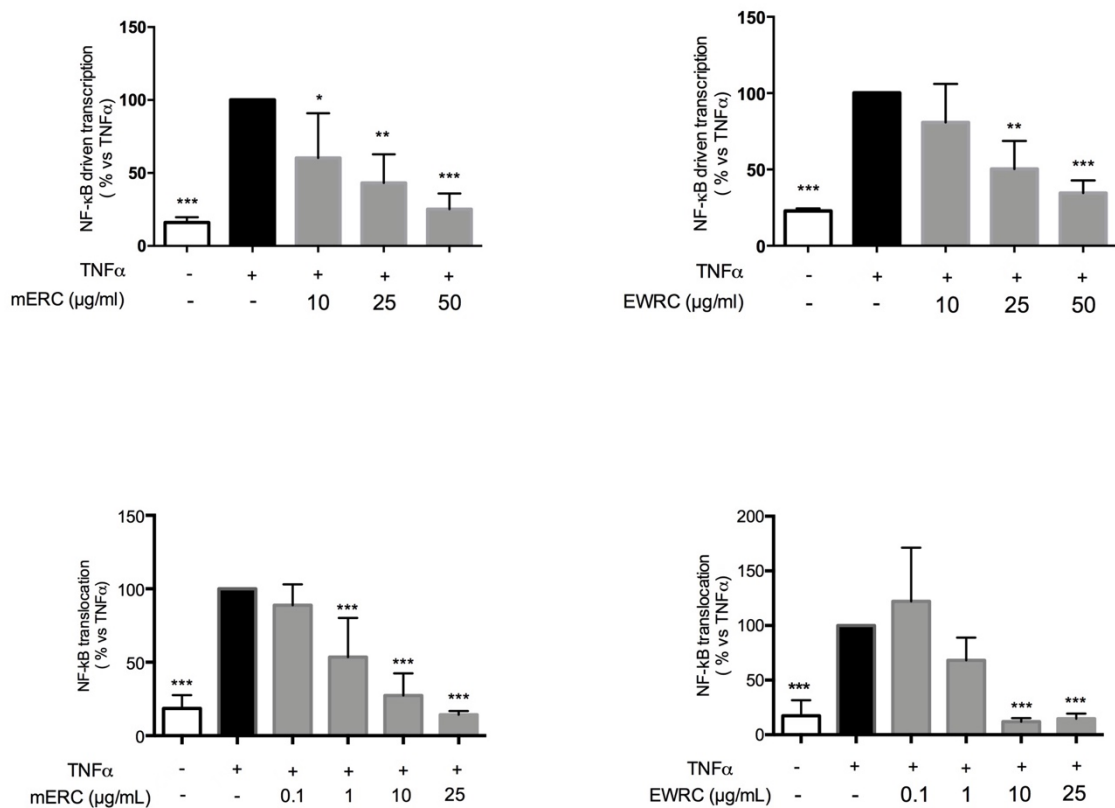 NF-κB driven transcription
( % vs TNFα)
150
100
50
0
***
*
**
***
TNFα - + + + +
mERC (µg/ml) - - 10 25 50
NF-κB driven transcription
( % vs TNFα)
150
100
50
0
***
**
***
TNFα - + + + +
EWRC (µg/ml) - - 10 25 50
NF-kB translocation
( % vs TNFα)
150
100
50
0
***
***
***
***
TNFα - + + + + +
mERC (µg/mL) - - 0.1 1 10 25
NF-kB translocation
( % vs TNFα)
200
150
100
50
0
***
***
***
TNFα - + + + + +
EWRC (µg/mL) - - 0.1 1 10 25